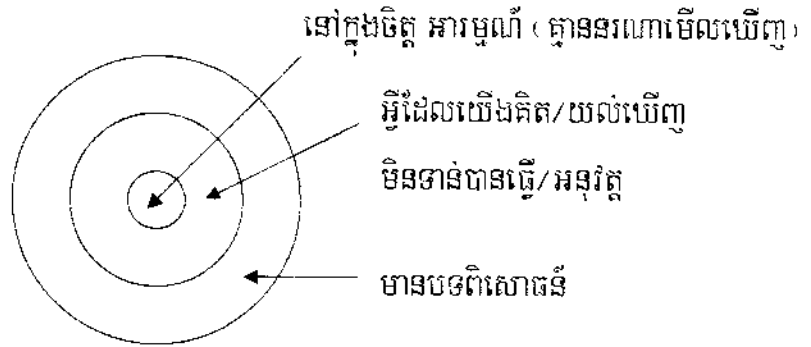 នៅក្នុងចិត្ត អារម្មណ៍ (គ្មាននរណាមើលឃើញ)
អ្វីដែលយើងគិត/យល់ឃើញ
មិនទាន់បានធ្វើ/អនុវត្ត
មានបទពិសោធន៍